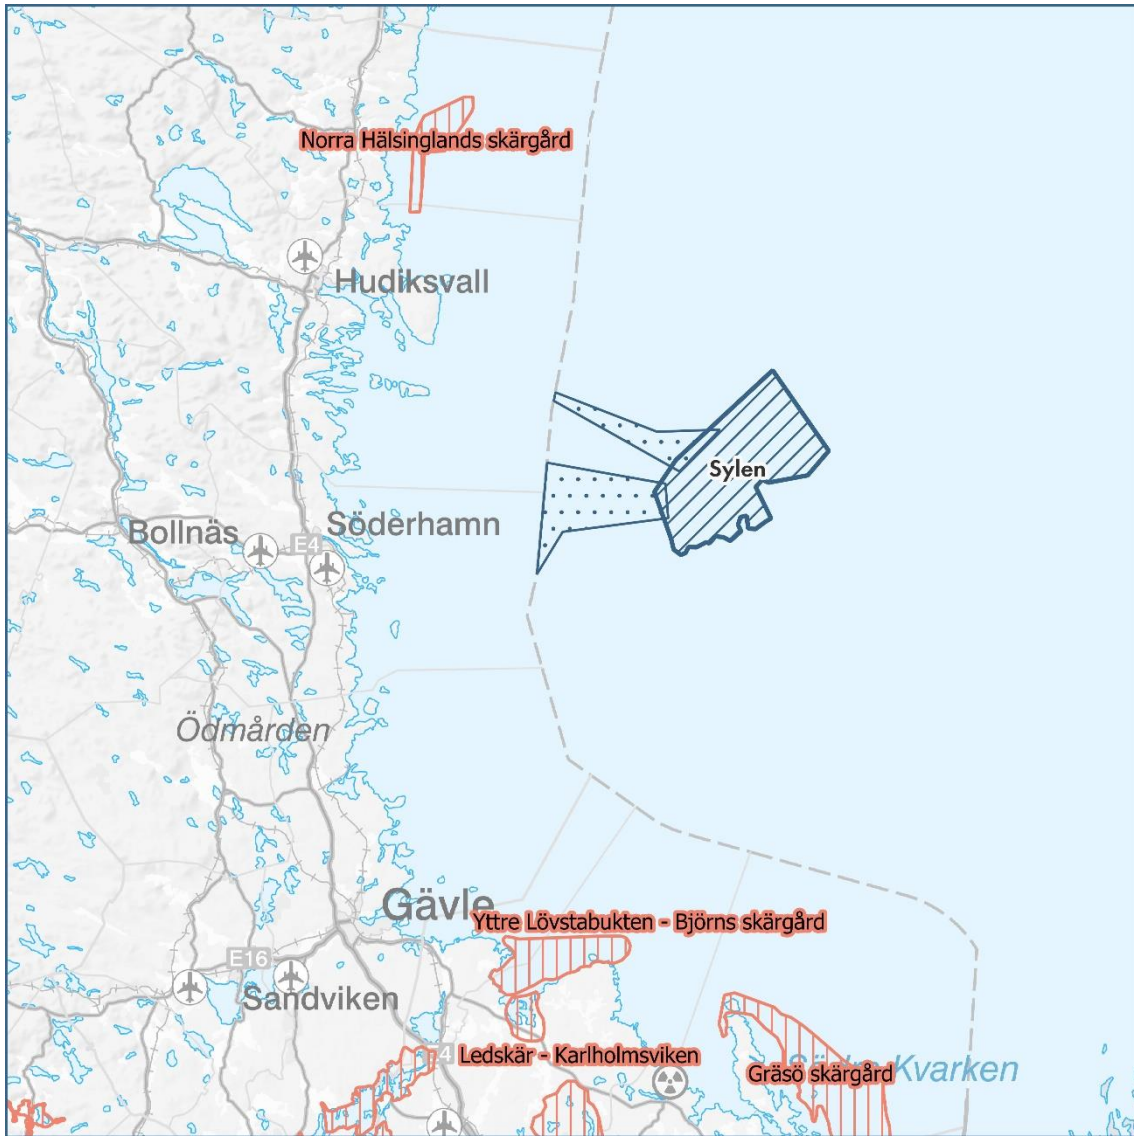 Norra Hälsinglands skärgård
Hudiksvall
Sylen
Söderhamn
Bollnäs
E4
Ödmården
Gävle
Yttre Lövstabukten - Björns skärgård
E16
Sandviken
Ledskär - Karlholmsviken
Kvarken
Gräsö skärgård